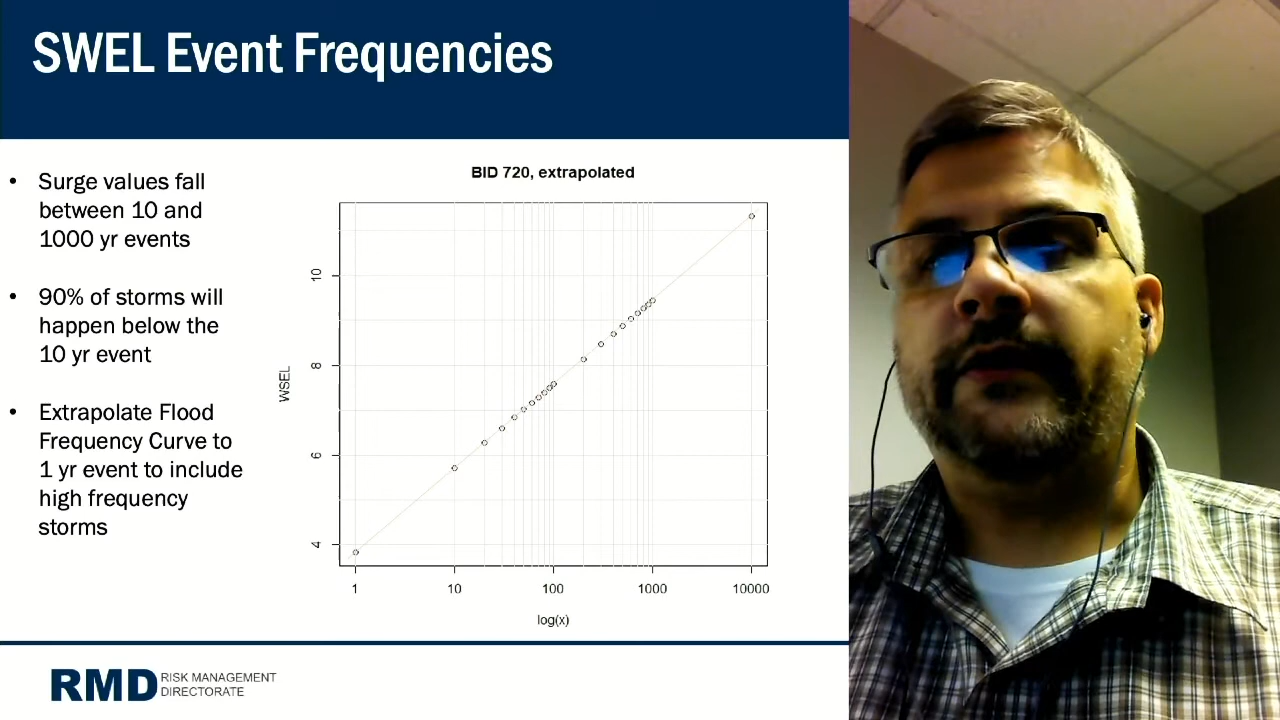 SWEL Event Frequencies
• Surge values fall
between 10 and
1000 yr events
• 90% of storms will
happen below the
10 yr event
• Extrapolate Flood
Frequency Curve to
1 yr event to include
high frequency
storms
BID 720, extrapolated
WSEL
10
8
6
4
1 10 100 1000 10000
log(x)
RMD RISK MANAGEMENT
DIRECTORATE